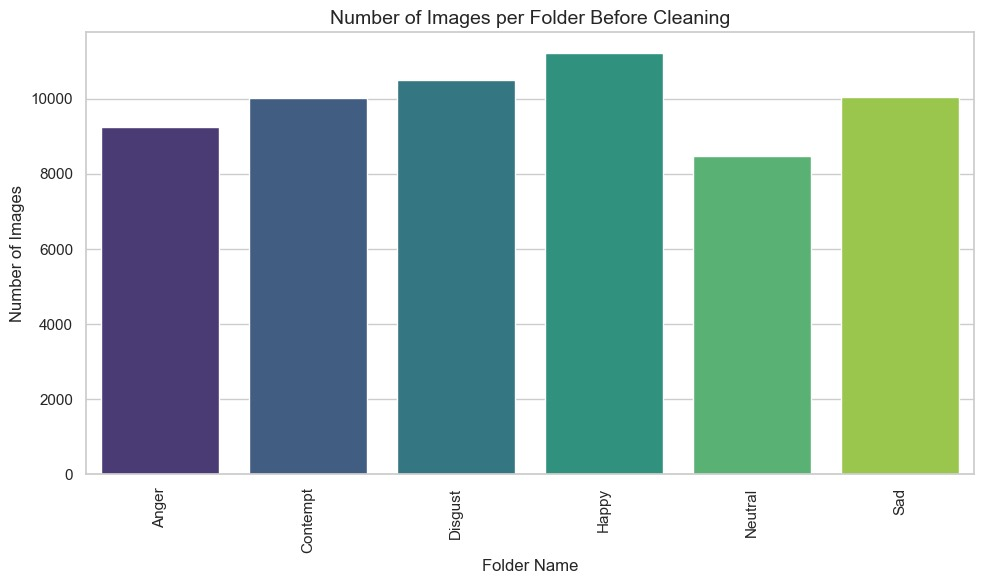 Number of Images per Folder Before Cleaning
Number of Images
10000
8000
6000
4000
2000
0
Anger
Contempt
Disgust
Happy
Neutral
Sad
Folder Name